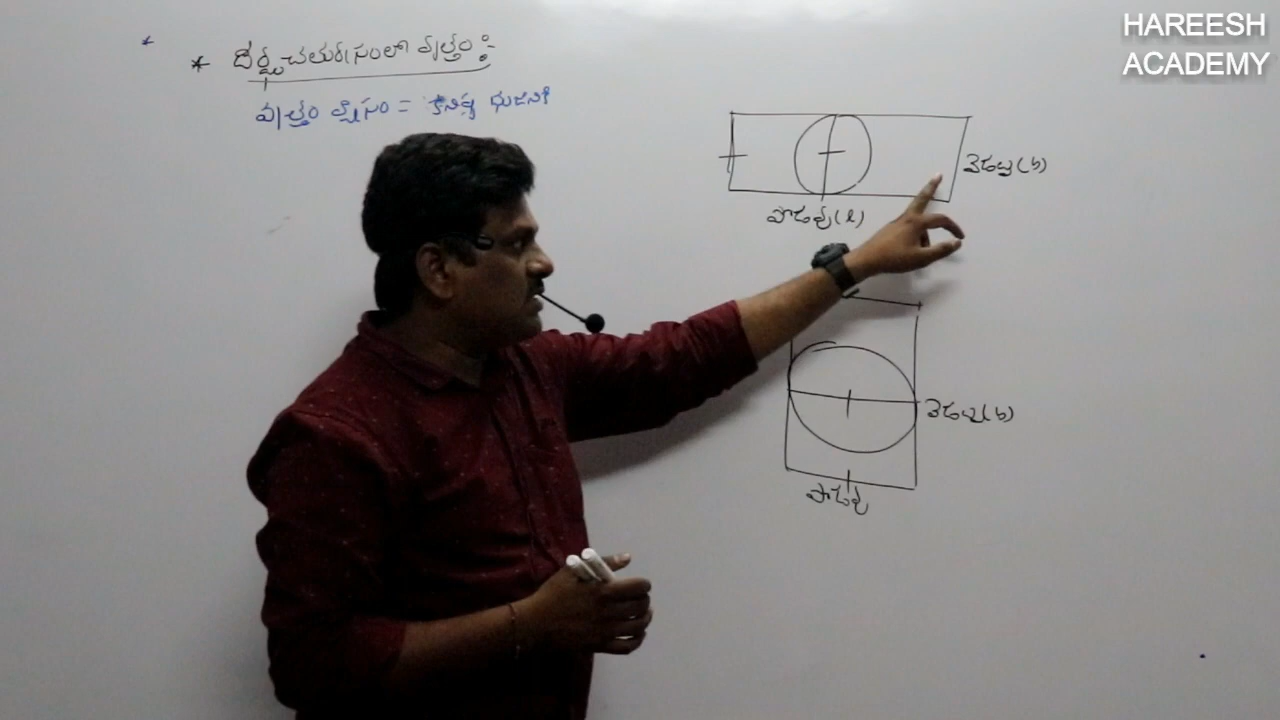 HAREESH
ACADEMY
* దీర్ఘచతురస్రంలో వృత్తం :-
వృత్తం వ్యాసం = కనిష్ఠ భుజానికి
వెడల్పు (b)
పొడవు (l)
వెడల్పు (b)
పొడవు